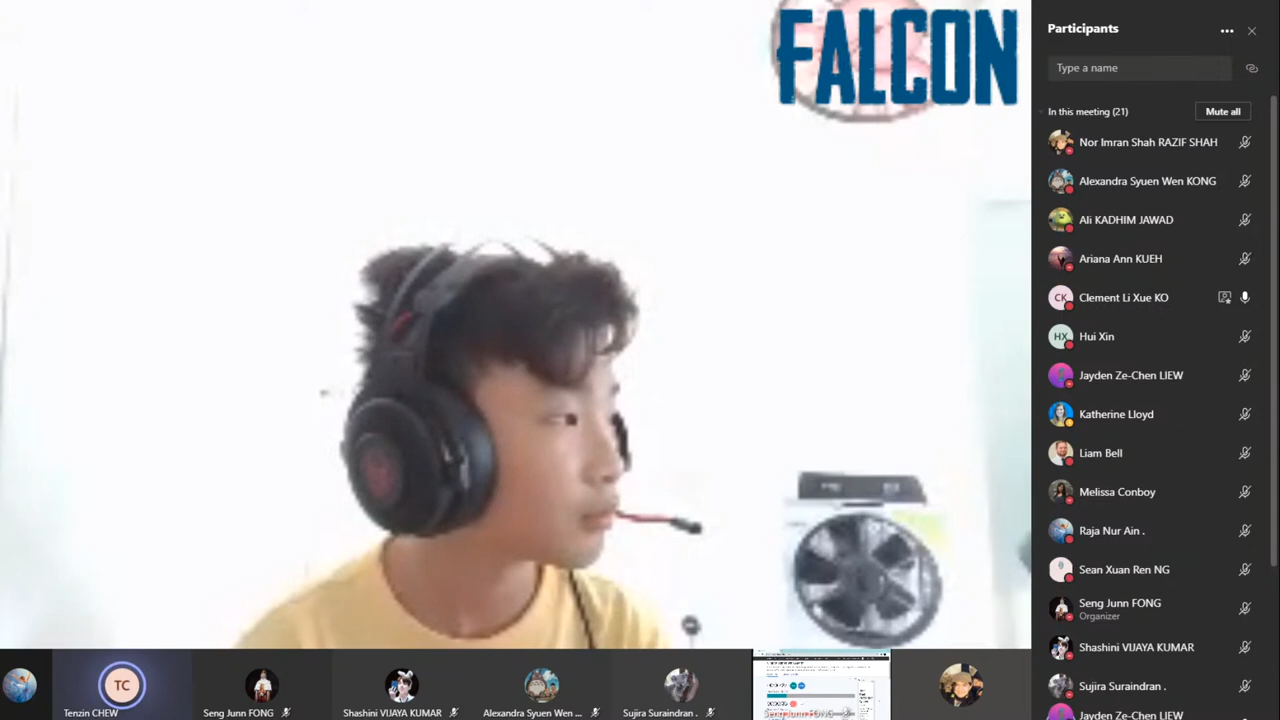 FALCON
Participants
Type a name
In this meeting (21)
Mute all
Nor Imran Shah RAZIF SHAH
Alexandra Syuen Wen KONG
Ali KADHIM JAWAD
Ariana Ann KUEH
CK
Clement Li Xue KO
HX
Hui Xin
Jayden Ze-Chen LIEW
Katherine Lloyd
Liam Bell
Melissa Conboy
Raja Nur Ain .
Sean Xuan Ren NG
Seng Junn FONG
Organizer
Shashini VIJAYA KUMAR
Sujira Suraindran .
Jayden Ze-Chen LIEW
TC
Tenzin CHEW
Seng Junn FONG
Shashini VIJAYA KUMAR
Alexandra Syuen Wen ...
Sujira Suraindran .
Seng Junn FONG